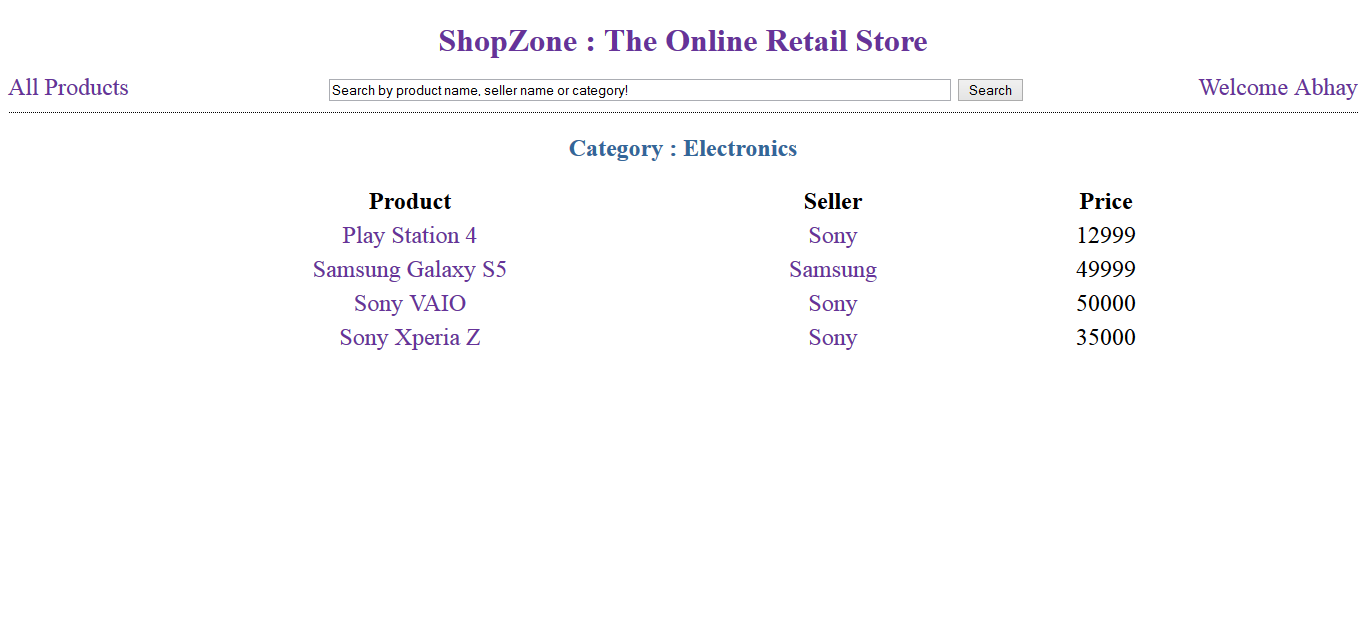 ShopZone : The Online Retail Store
All Products Search by product name, seller name or category! Search Welcome Abhay
Category : Electronics
Product Seller Price
Play Station 4 Sony 12999
Samsung Galaxy S5 Samsung 49999
Sony VAIO Sony 50000
Sony Xperia Z Sony 35000